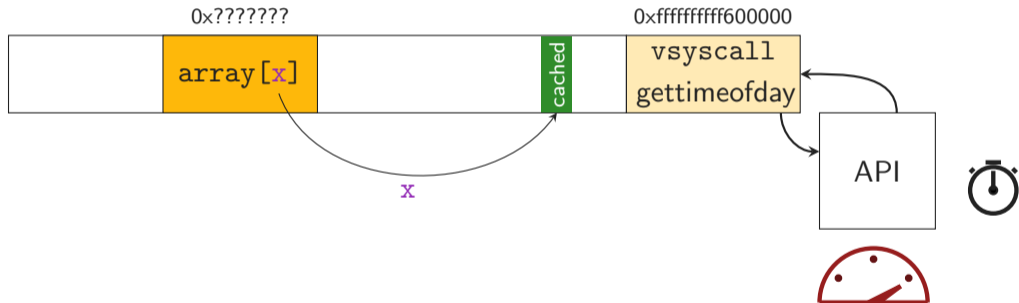 0x???????
0xffffffffff600000
array[x]
cached
vsyscall
gettimeofday
x
API